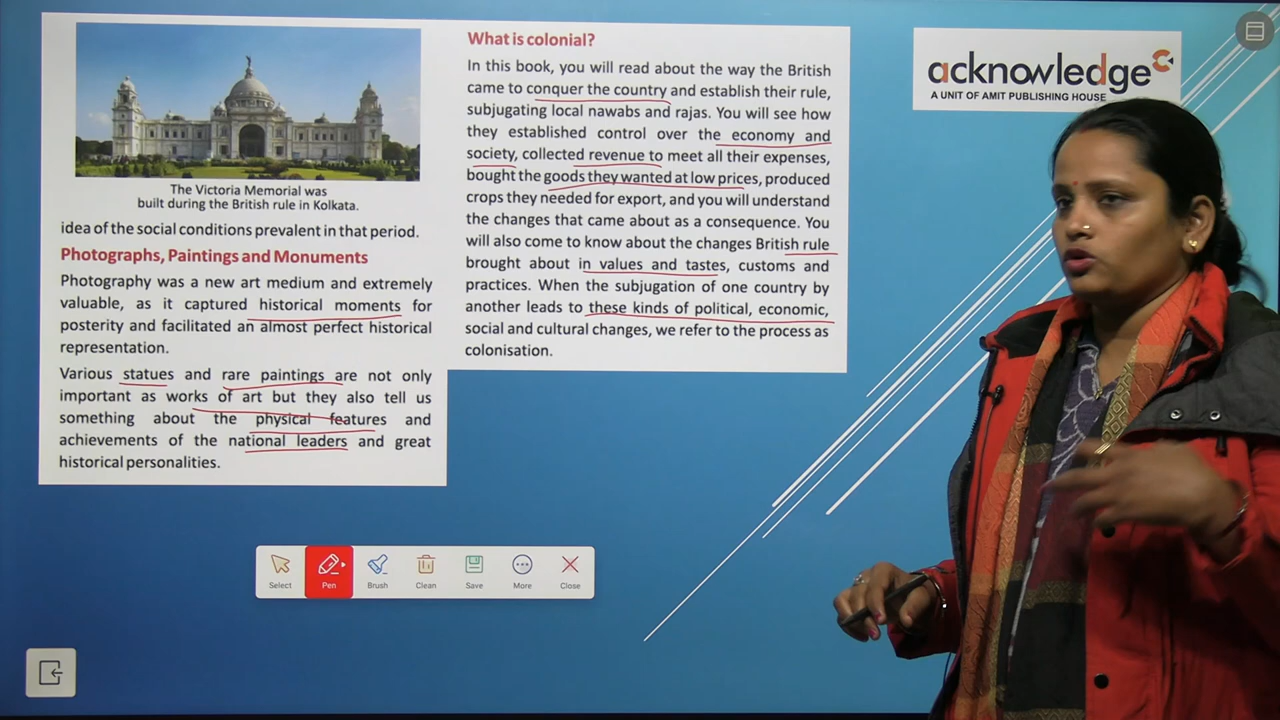 The Victoria Memorial was
built during the British rule in Kolkata.
idea of the social conditions prevalent in that period.
Photographs, Paintings and Monuments
Photography was a new art medium and extremely
valuable, as it captured historical moments for
posterity and facilitated an almost perfect historical
representation.
Various statues and rare paintings are not only
important as works of art but they also tell us
something about the physical features and
achievements of the national leaders and great
historical personalities.
What is colonial?
In this book, you will read about the way the British
came to conquer the country and establish their rule,
subjugating local nawabs and rajas. You will see how
they established control over the economy and
society, collected revenue to meet all their expenses,
bought the goods they wanted at low prices, produced
crops they needed for export, and you will understand
the changes that came about as a consequence. You
will also come to know about the changes British rule
brought about in values and tastes, customs and
practices. When the subjugation of one country by
another leads to these kinds of political, economic,
social and cultural changes, we refer to the process as
colonisation.
acknowledge
A UNIT OF AMIT PUBLISHING HOUSE
Select Pen Brush Clean Save More Close